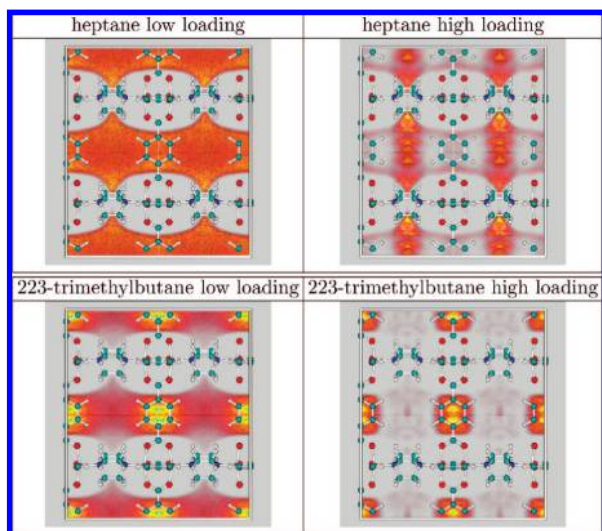 heptane low loading
heptane high loading
223-trimethylbutane low loading
223-trimethylbutane high loading